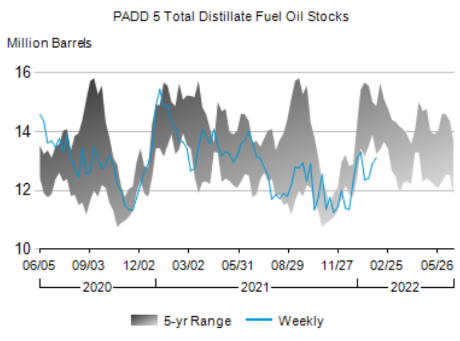 PADD 5 Total Distillate Fuel Oil Stocks
Million Barrels
16
14
12
10
06/05 09/03 12/02 03/02 05/31 08/29 11/27 02/25 05/26
2020 2021 2022
5-yr Range Weekly